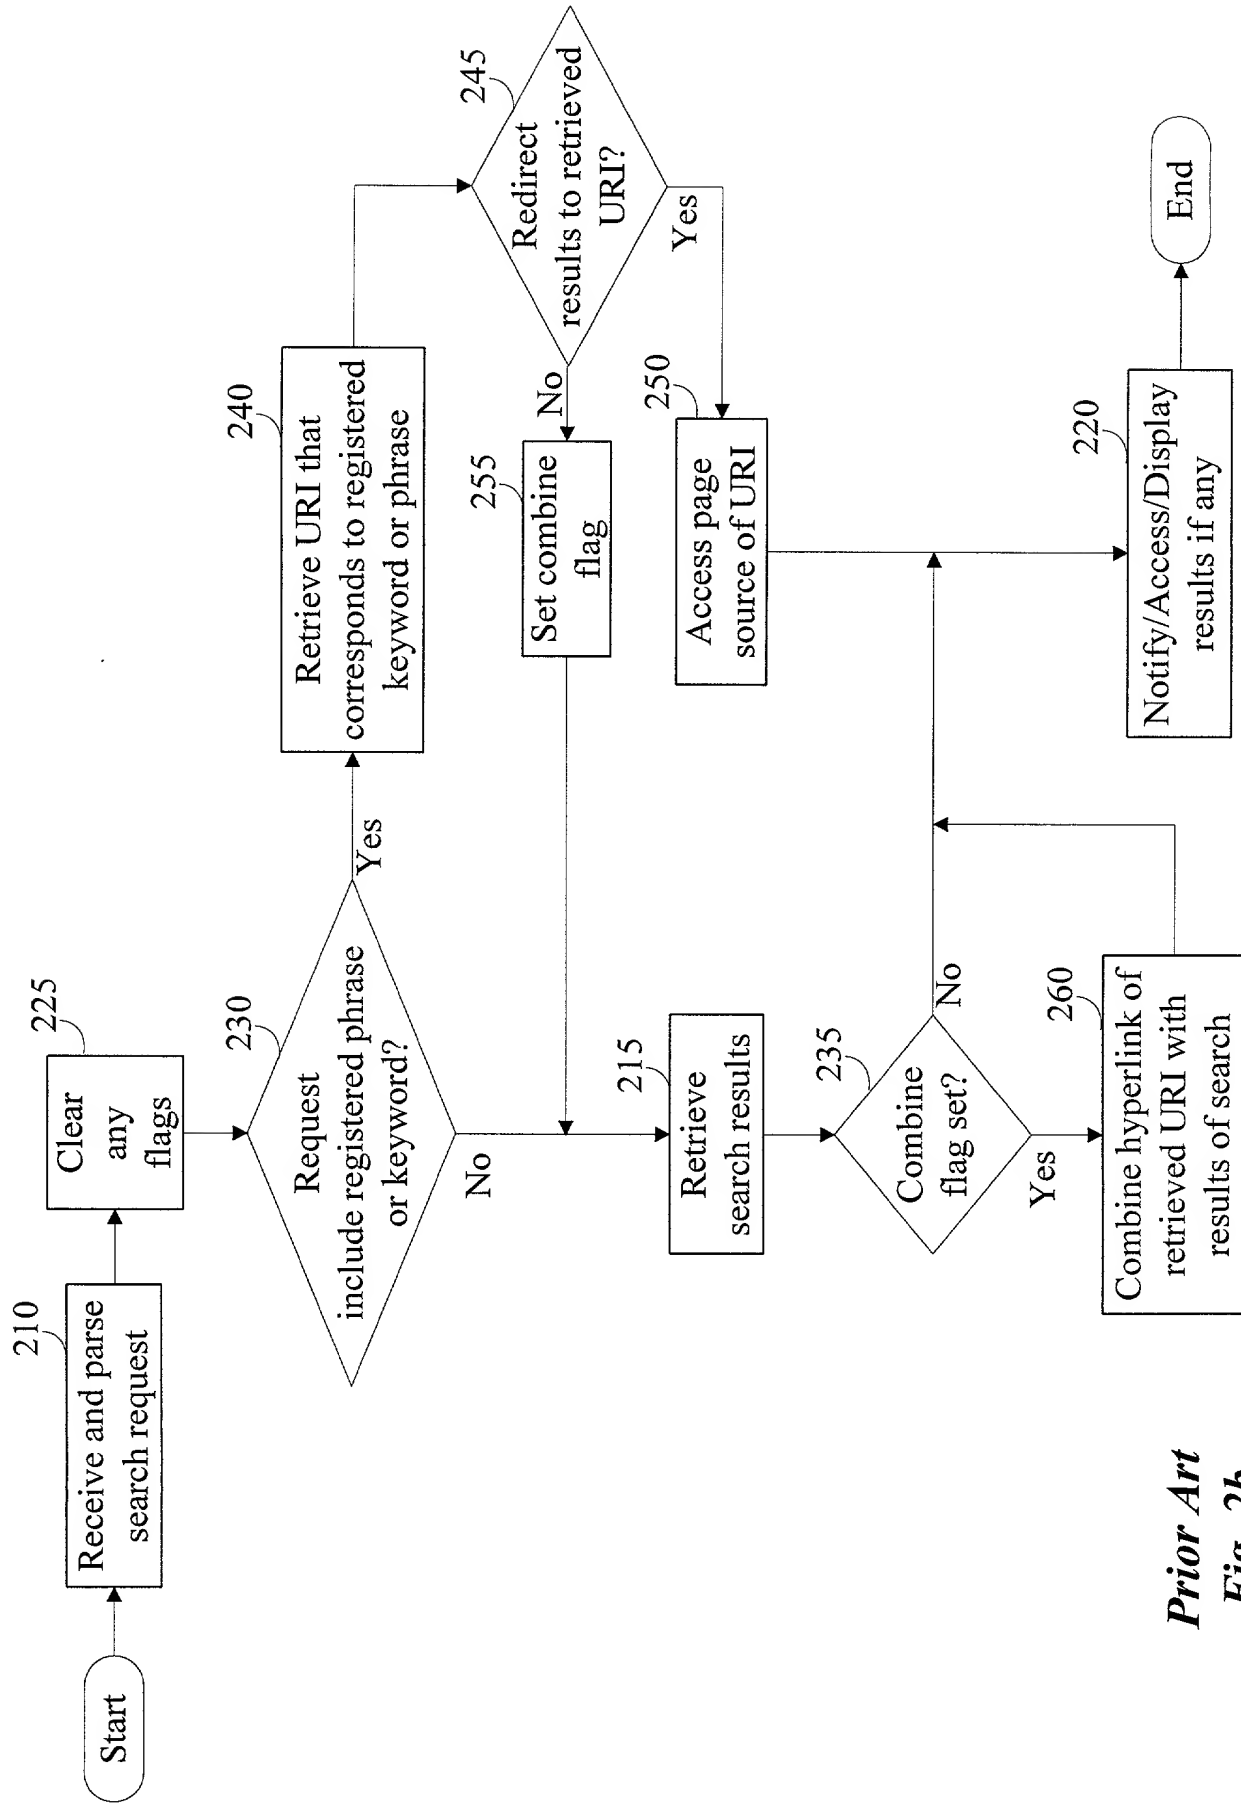 Start
210
Receive and parse
search request
225
Clear
any
flags
230
Request
include registered phrase
or keyword?
Yes
No
240
Retrieve URI that
corresponds to registered
keyword or phrase
245
Redirect
results to retrieved
URI?
No
Yes
255
Set combine
flag
250
Access page
source of URI
215
Retrieve
search results
235
Combine
flag set?
No
Yes
260
Combine hyperlink of
retrieved URI with
results of search
220
Notify/Access/Display
results if any
End
Prior Art
Fig. 2b